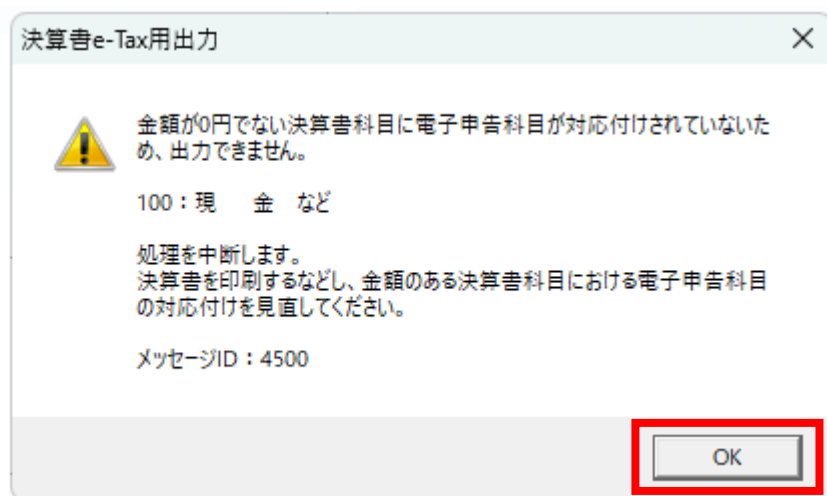 決算書e-Tax用出力
金額が0円でない決算書科目に電子申告科目が対応付けされていないた
め、出力できません。
100：現　　金　など
処理を中断します。
決算書を印刷するなどし、金額のある決算書科目における電子申告科目
の対応付けを見直してください。
メッセージID：4500
OK